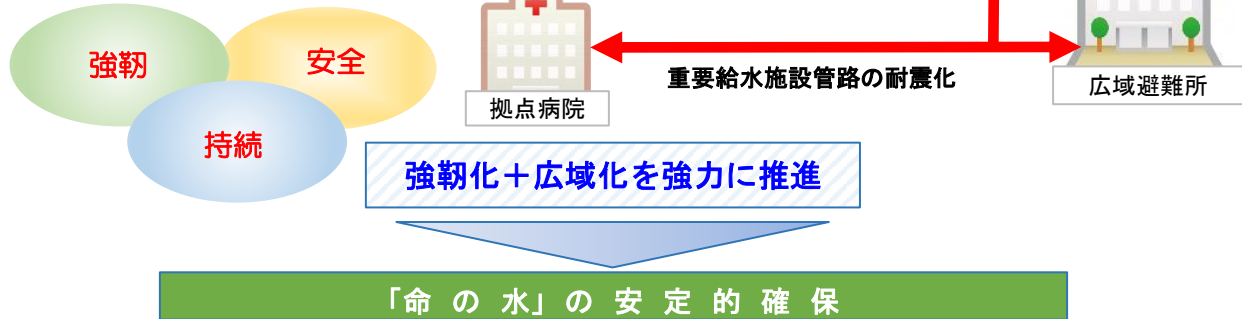 強靭
安全
持続
拠点病院
重要給水施設管路の耐震化
広域避難所
強靭化＋広域化を強力に推進
「命の水」の安定的確保